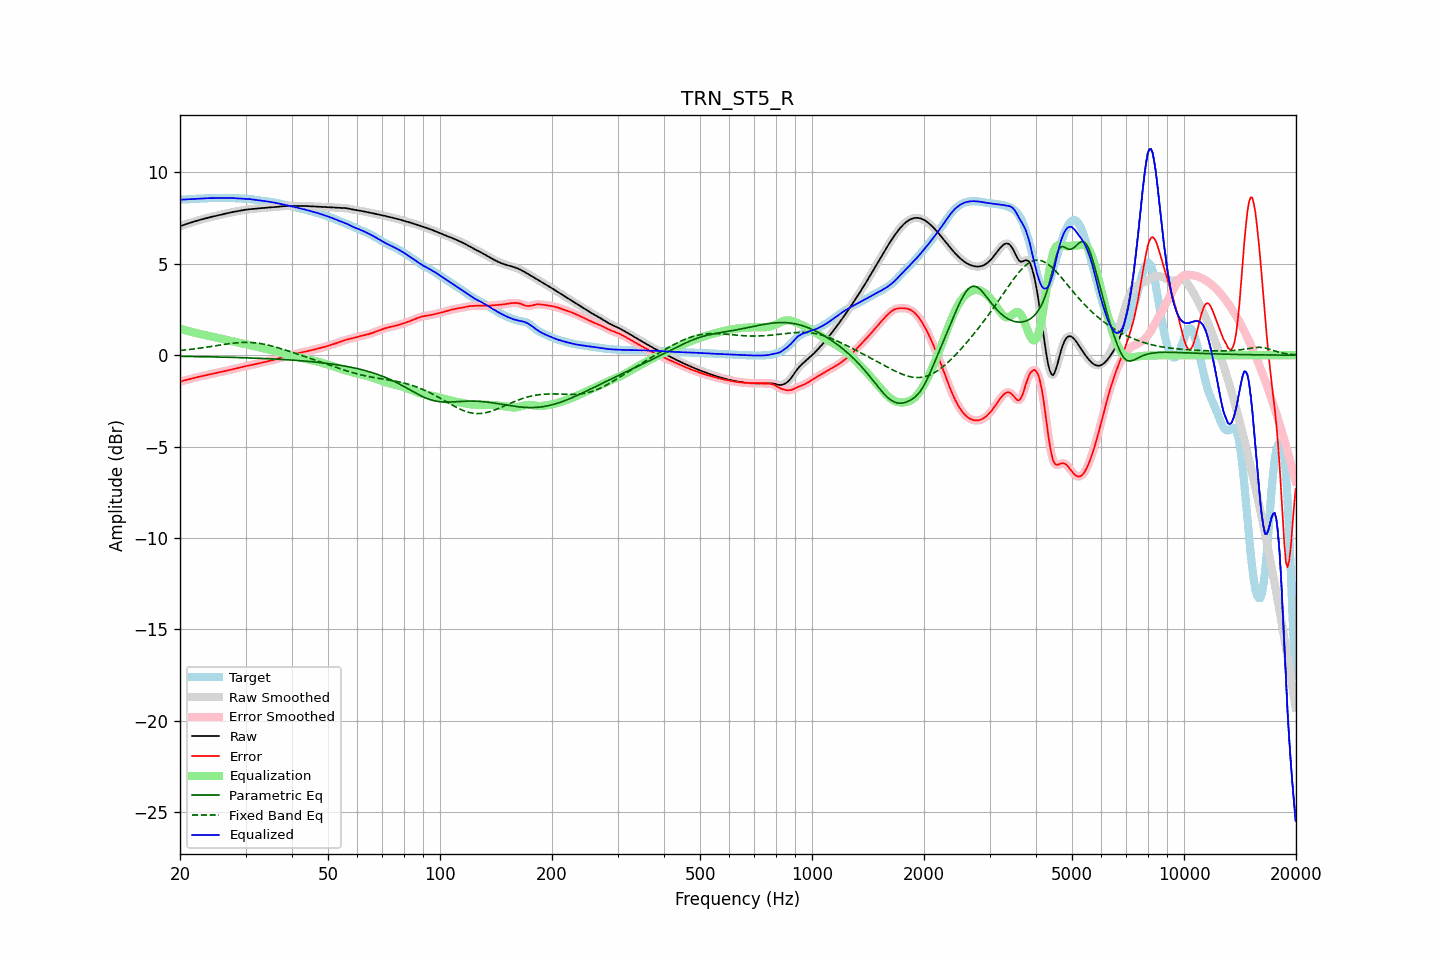 TRN_ST5_R
Amplitude (dBr)
10
5
0
−5
−10
−15
−20
−25
Target
Raw Smoothed
Error Smoothed
Raw
Error
Equalization
Parametric Eq
Fixed Band Eq
Equalized
20 50 100 200 500 1000 2000 5000 10000 20000
Frequency (Hz)